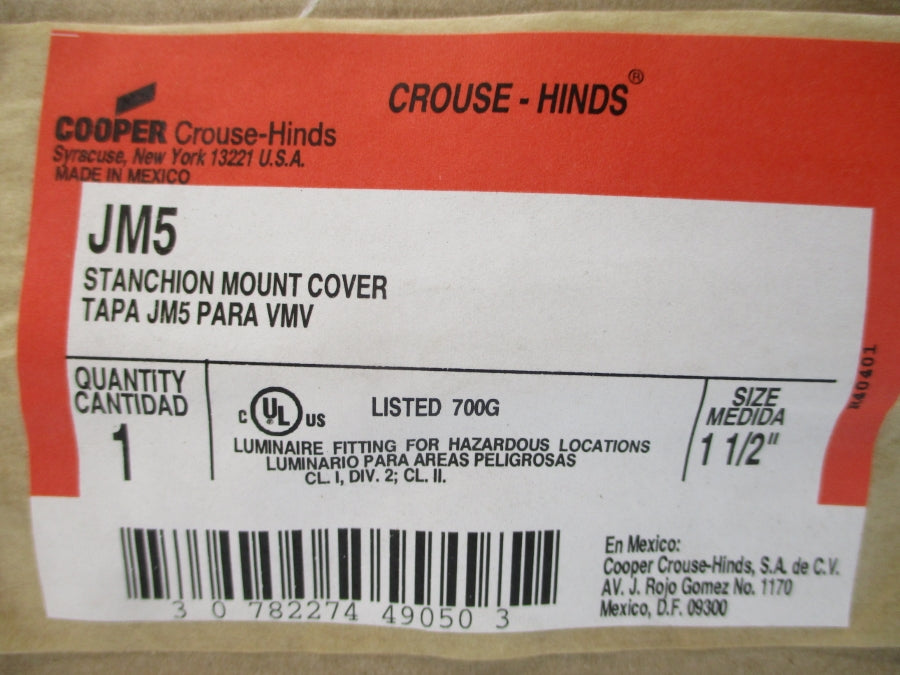 CROUSE - HINDS®
COOPER Crouse-Hinds
Syracuse, New York 13221 U.S.A.
MADE IN MEXICO
JM5
STANCHION MOUNT COVER
TAPA JM5 PARA VMV
QUANTITY
CANTIDAD
1
C UL ® US
LISTED 700G
LUMINAIRE FITTING FOR HAZARDOUS LOCATIONS
LUMINARIO PARA AREAS PELIGROSAS
CL. I, DIV. 2; CL. II.
SIZE
MEDIDA
1 1/2"
3 0 782274 49050 3
En Mexico:
Cooper Crouse-Hinds, S.A. de C.V.
AV. J. Rojo Gomez No. 1170
Mexico, D.F. 09300